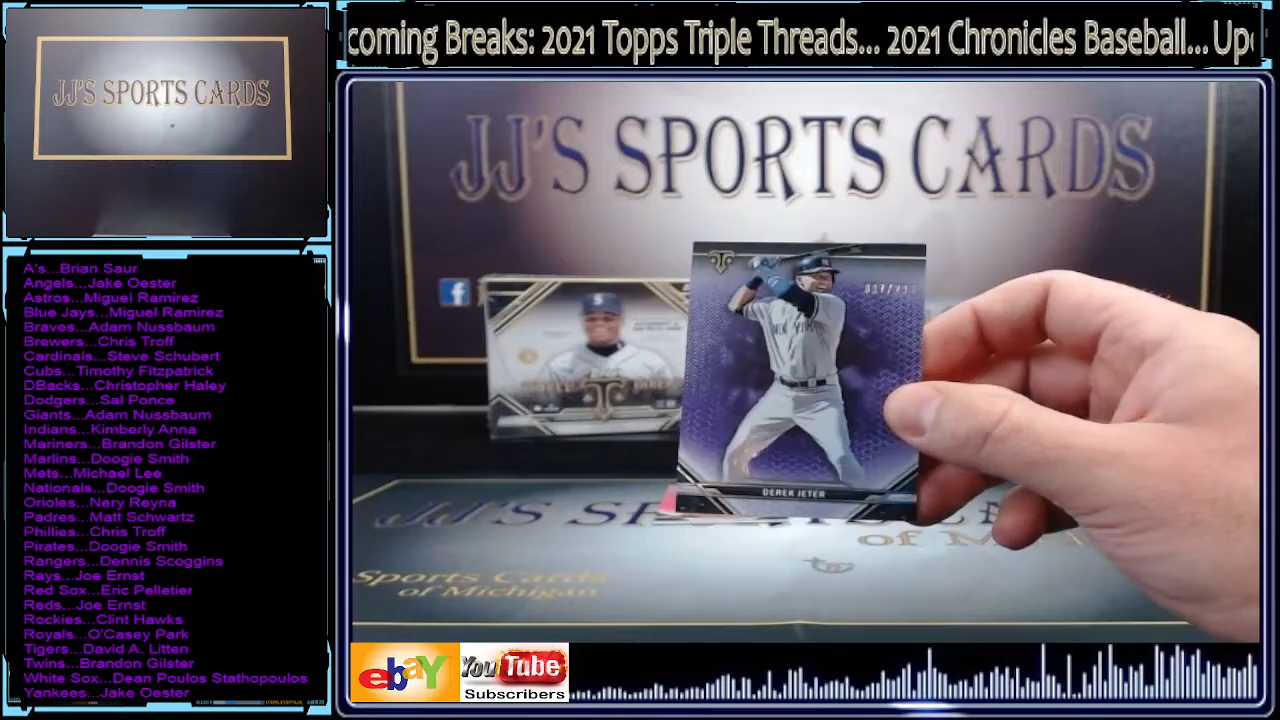 JJ'S SPORTS CARDS
coming Breaks: 2021 Topps Triple Threads... 2021 Chronicles Baseball... Up
JJ'S SPORTS CARDS
A's...Brian Saur
Angels...Jake Oester
Astros...Miguel Ramirez
Blue Jays...Miguel Ramirez
Braves...Adam Nussbaum
Brewers...Chris Troff
Cardinals...Steve Schubert
Cubs...Timothy Fitzpatrick
DBacks...Christopher Haley
Dodgers...Sal Ponce
Giants...Adam Nussbaum
Indians...Kimberly Anna
Mariners...Brandon Gilster
Marlins...Doogie Smith
Mets...Michael Lee
Nationals...Doogie Smith
Orioles...Nery Reyna
Padres...Matt Schwartz
Phillies...Chris Troff
Pirates...Doogie Smith
Rangers...Dennis Scoggins
Rays...Joe Ernst
Red Sox...Eric Pelletier
Reds...Joe Ernst
Rockies...Clint Hawks
Royals...O'Casey Park
Tigers...David A. Litten
Twins...Brandon Gilster
White Sox...Dean Poulos Stathopoulos
Yankees...Jake Oester
NEW YORK
DEREK JETER
JJ'S
of
Sports Cards
of Michigan
ebay
YouTube
Subscribers